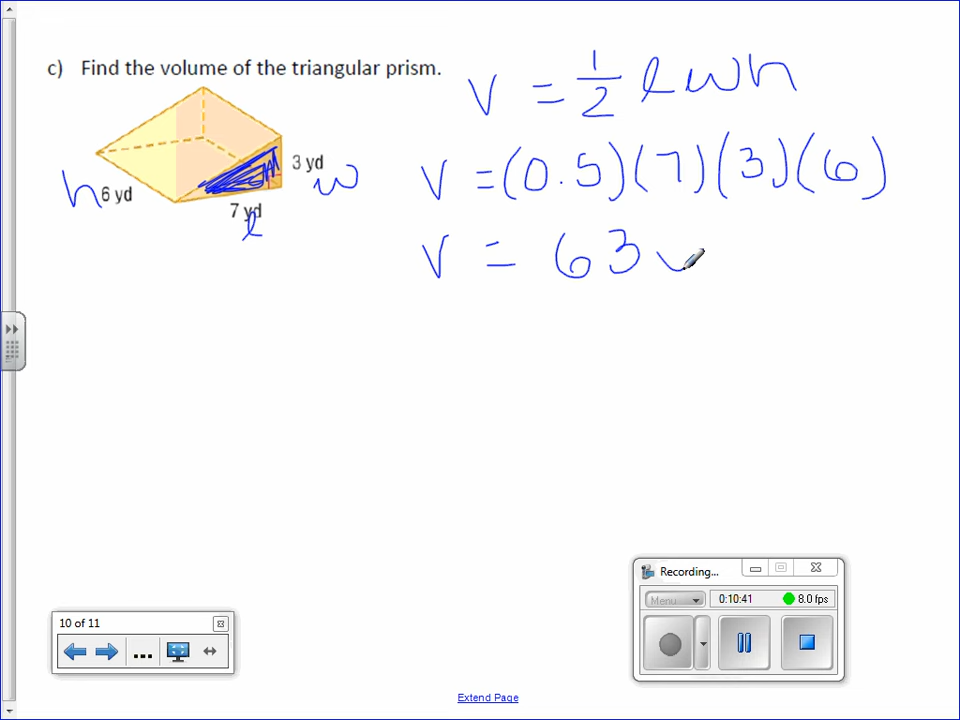 c) Find the volume of the triangular prism.
V = 1/2 l w h
3 yd
w
h
6 yd
7 yd
l
V = (0.5)(7)(3)(6)
V = 63
Recording...
Menu
0:10:41
8.0 fps
10 of 11
...
Extend Page